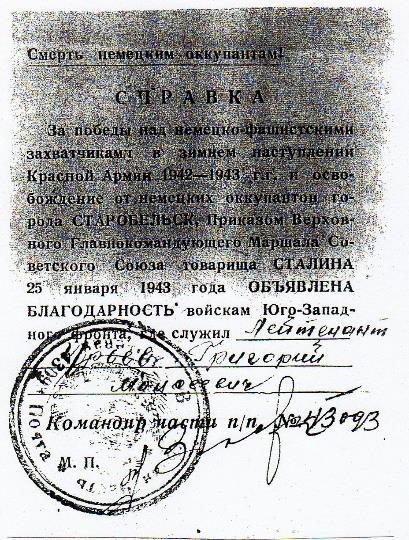 Смерть немецким оккупантам!
СПРАВКА
За победы над немецко-фашистскими
захватчиками в зимнем наступлении
Красной Армии 1942—1943 г.г. и осво-
бождение от немецких оккупантов го-
рода СТАРОБЕЛЬСК, Приказом Верхов-
ного Главнокомандующего Маршала Со-
ветского Союза товарища СТАЛИНА
25 января 1943 года ОБЪЯВЛЕНА
БЛАГОДАРНОСТЬ войскам Юго-Запад-
ного фронта, где служил Лейтенант
Григорий
Моисеевич
Командир части п/п. №43093
М. П.